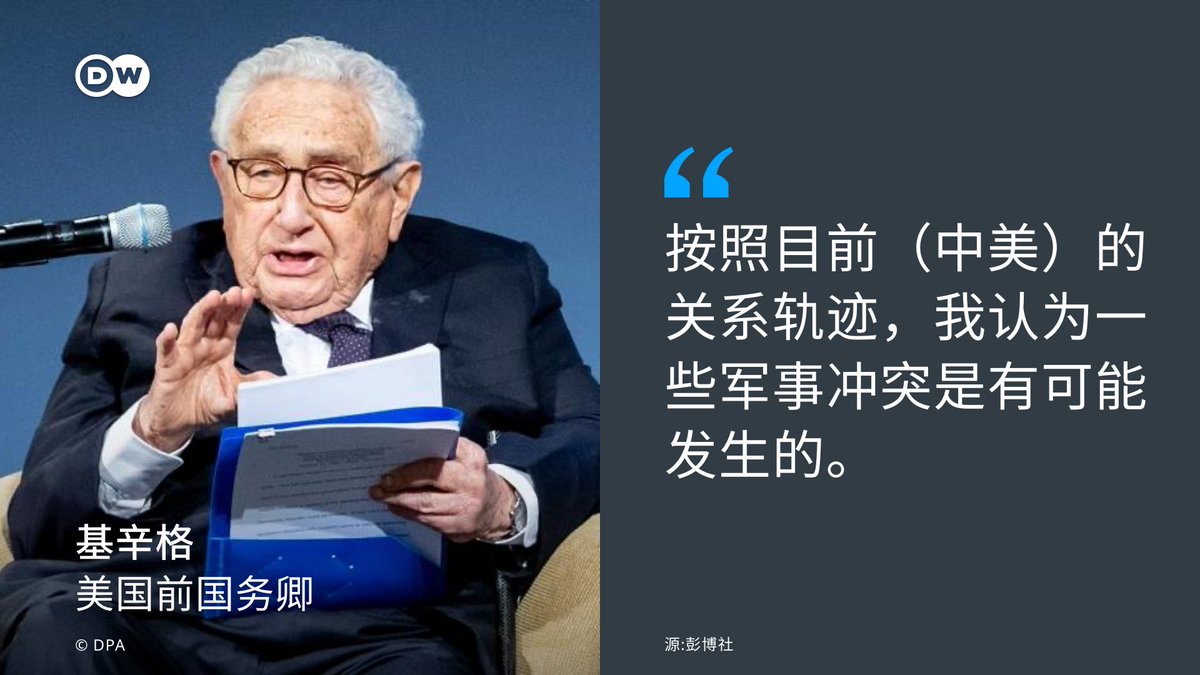 DW
基辛格
美国前国务卿
© DPA
“
按照目前（中美）的
关系轨迹，我认为一
些军事冲突是有可能
发生的。
源:彭博社